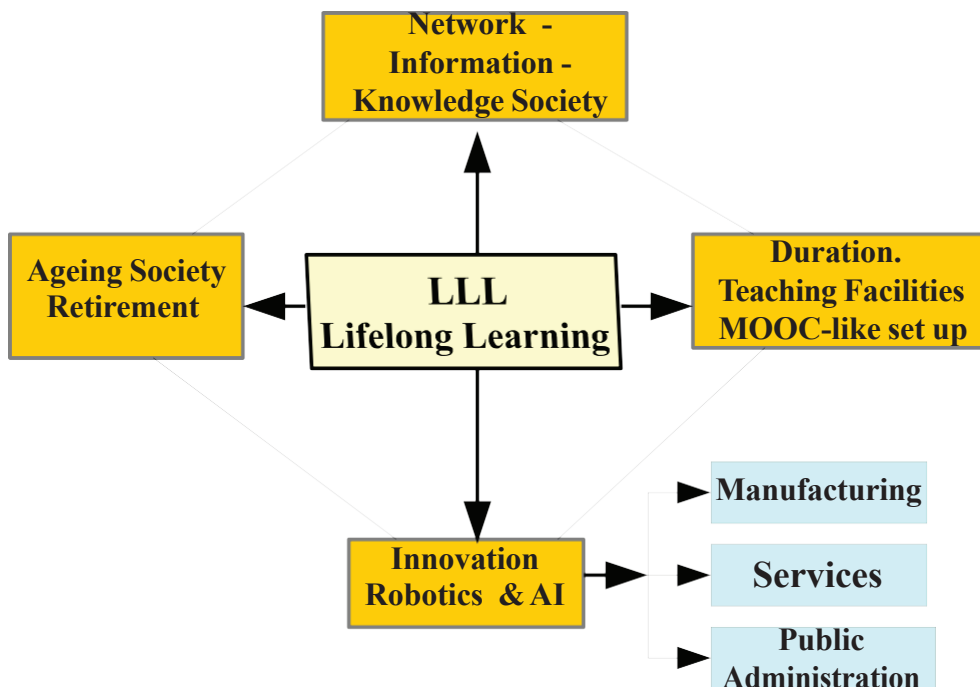 Network -
Information -
Knowledge Society
Ageing Society
Retirement
LLL
Lifelong Learning
Duration.
Teaching Facilities
MOOC-like set up
Innovation
Robotics & AI
Manufacturing
Services
Public
Administration